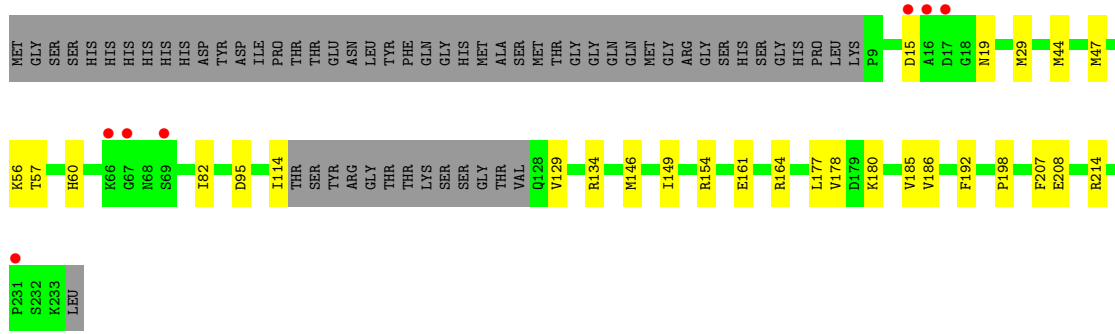 MET GLY SER SER HIS HIS HIS HIS HIS HIS ASP TYR ASP ILE PRO THR THR GLU ASN LEU TYR PHE GLN GLY HIS MET ALA SER MET THR GLY GLY GLN GLN MET GLY ARG GLY SER HIS SER GLY HIS PRO LEU LYS P9 D15 A16 D17 G18 N19 M29 M44 M47
K56 T57 H60 K66 G67 N68 S69 I82 D95 I114 THR SER TYR ARG GLY THR THR LYS SER SER GLY THR VAL Q128 V129 R134 M146 I149 R154 E161 R164 L177 V178 D179 K180 V185 V186 F192 P198 F207 E208 R214
P231 S232 K233 LEU